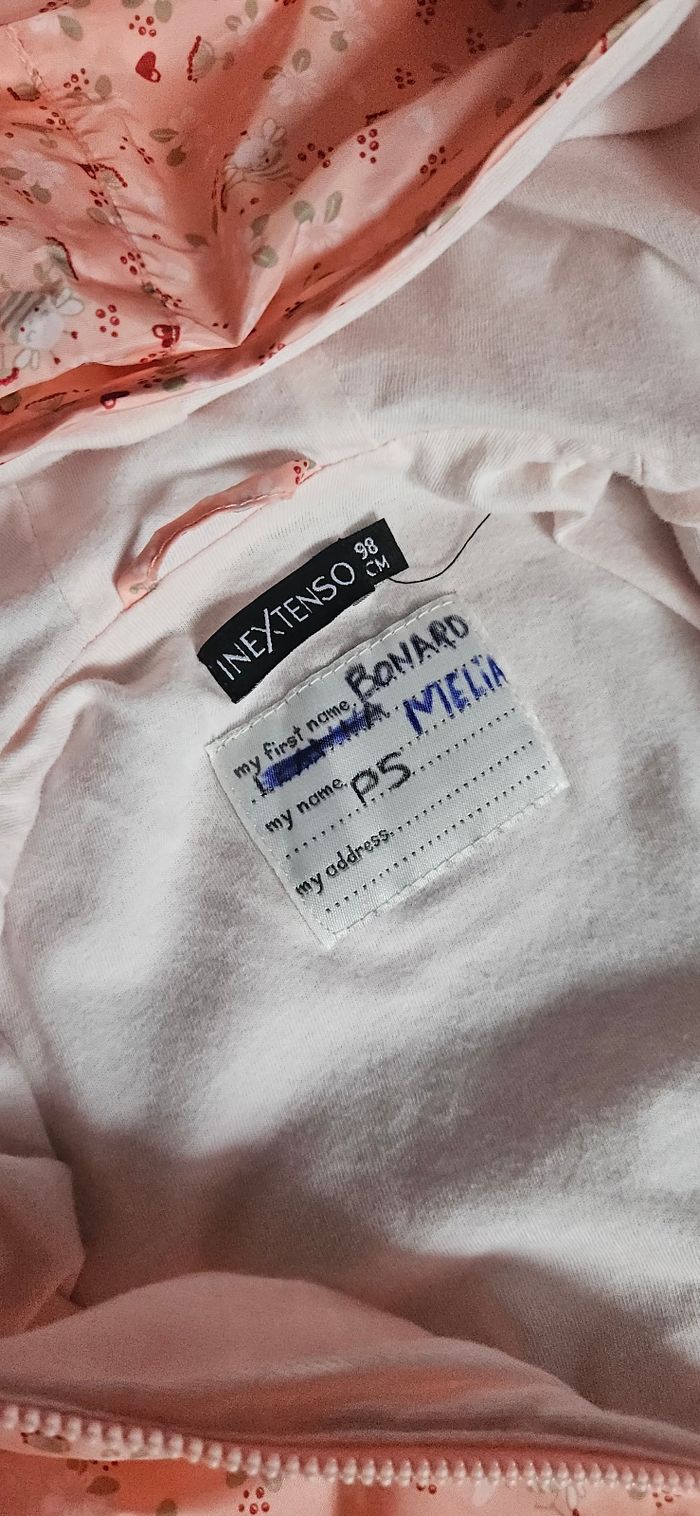 INEXTENSO 98 CM
my first name BONARD
MELIA
my name PS
my address